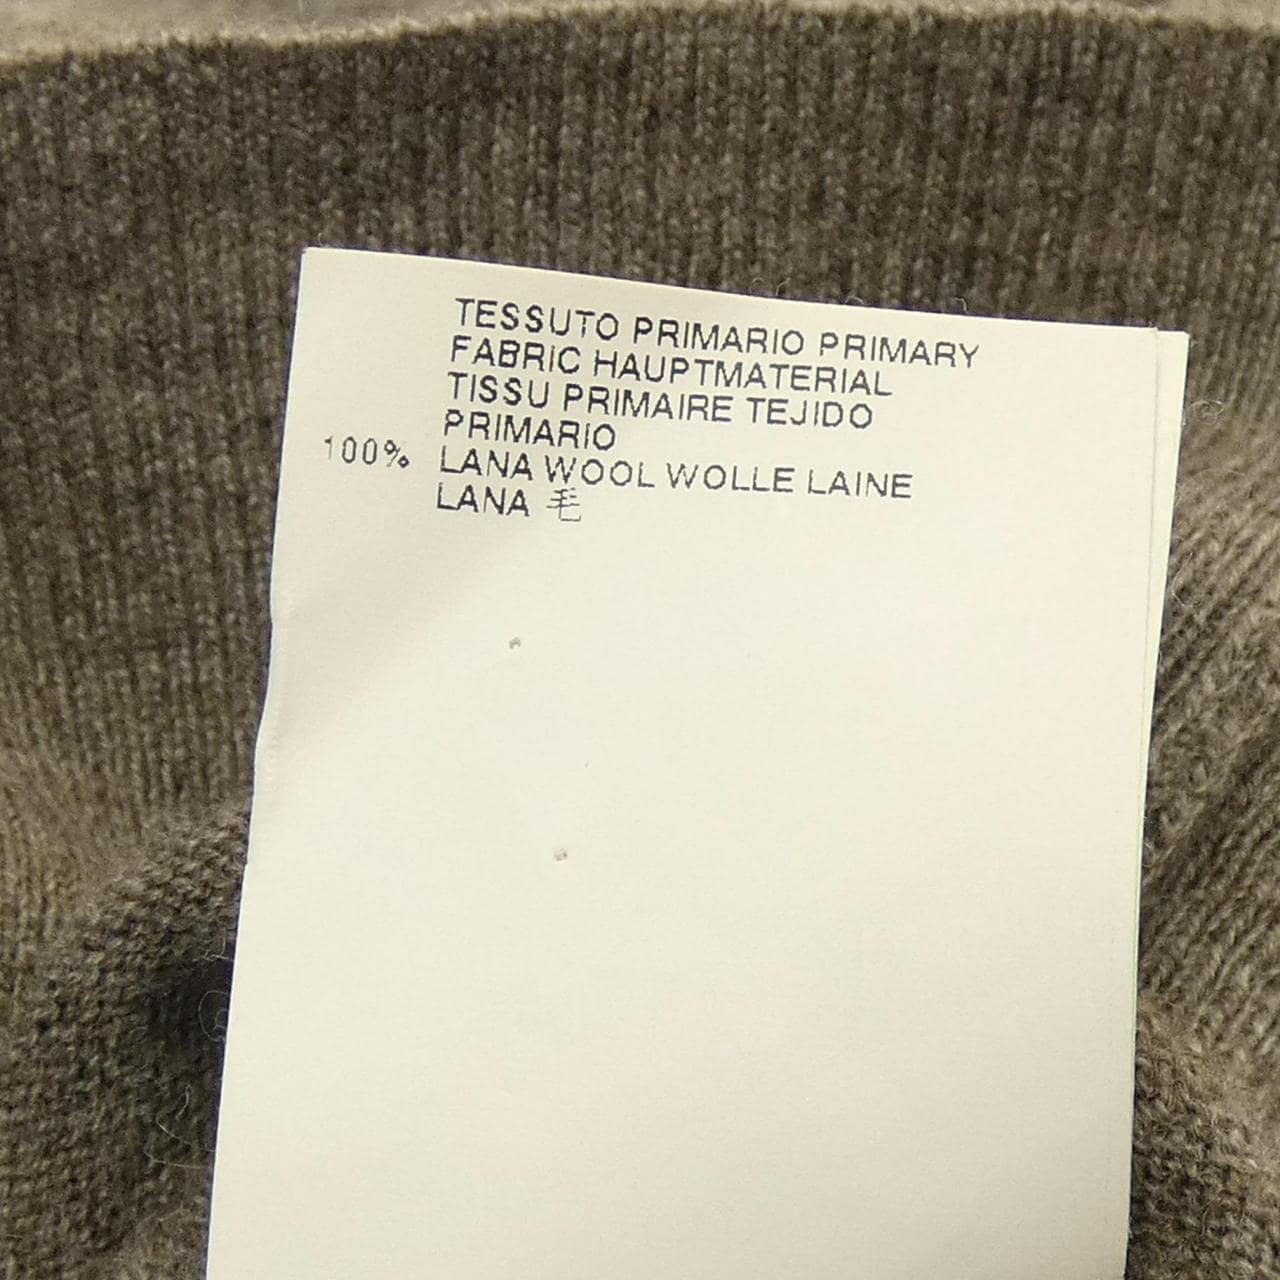 TESSUTO PRIMARIO PRIMARY
FABRIC HAUPTMATERIAL
TISSU PRIMAIRE TEJIDO
PRIMARIO
100% LANA WOOL WOLLE LAINE
LANA 毛